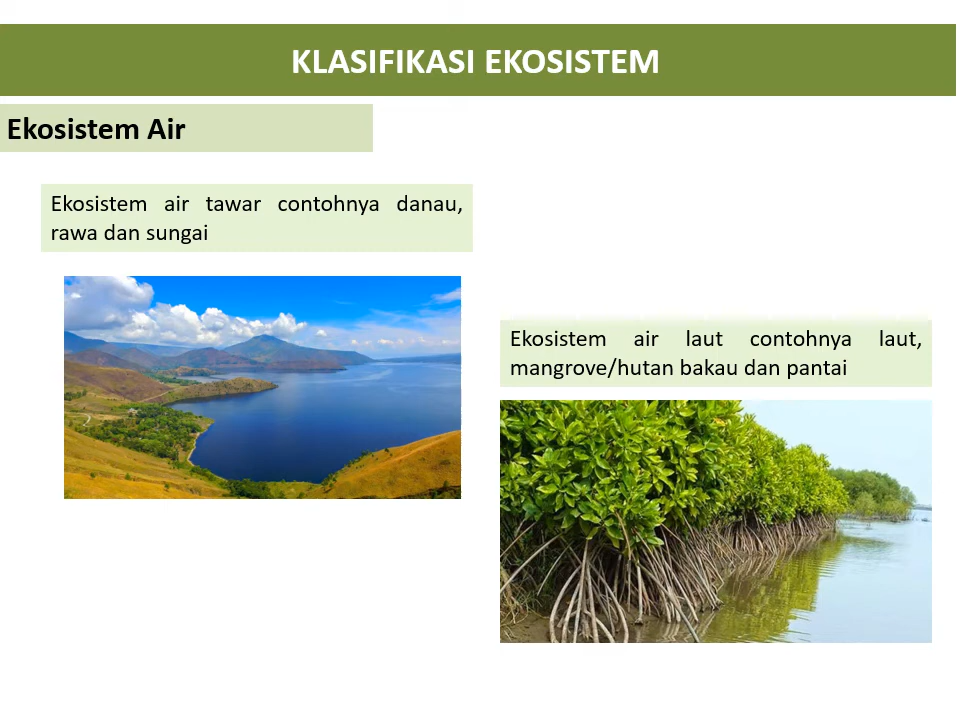 KLASIFIKASI EKOSISTEM
Ekosistem Air
Ekosistem air tawar contohnya danau,
rawa dan sungai
Ekosistem air laut contohnya laut,
mangrove/hutan bakau dan pantai